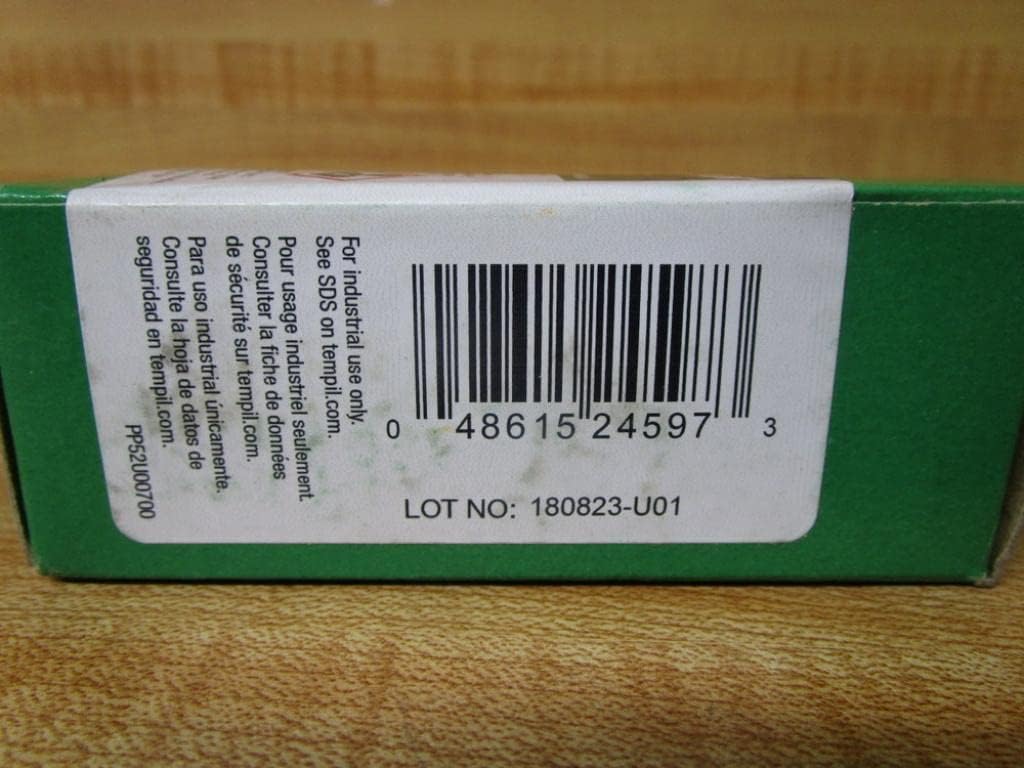 For industrial use only.
See SDS on tempil.com.
Pour usage industriel seulement.
Consulter la fiche de données
de sécurité sur tempil.com.
Para uso industrial únicamente.
Consulte la hoja de datos de
seguridad en tempil.com.
PP52U00700
0 48615 24597 3
LOT NO: 180823-U01